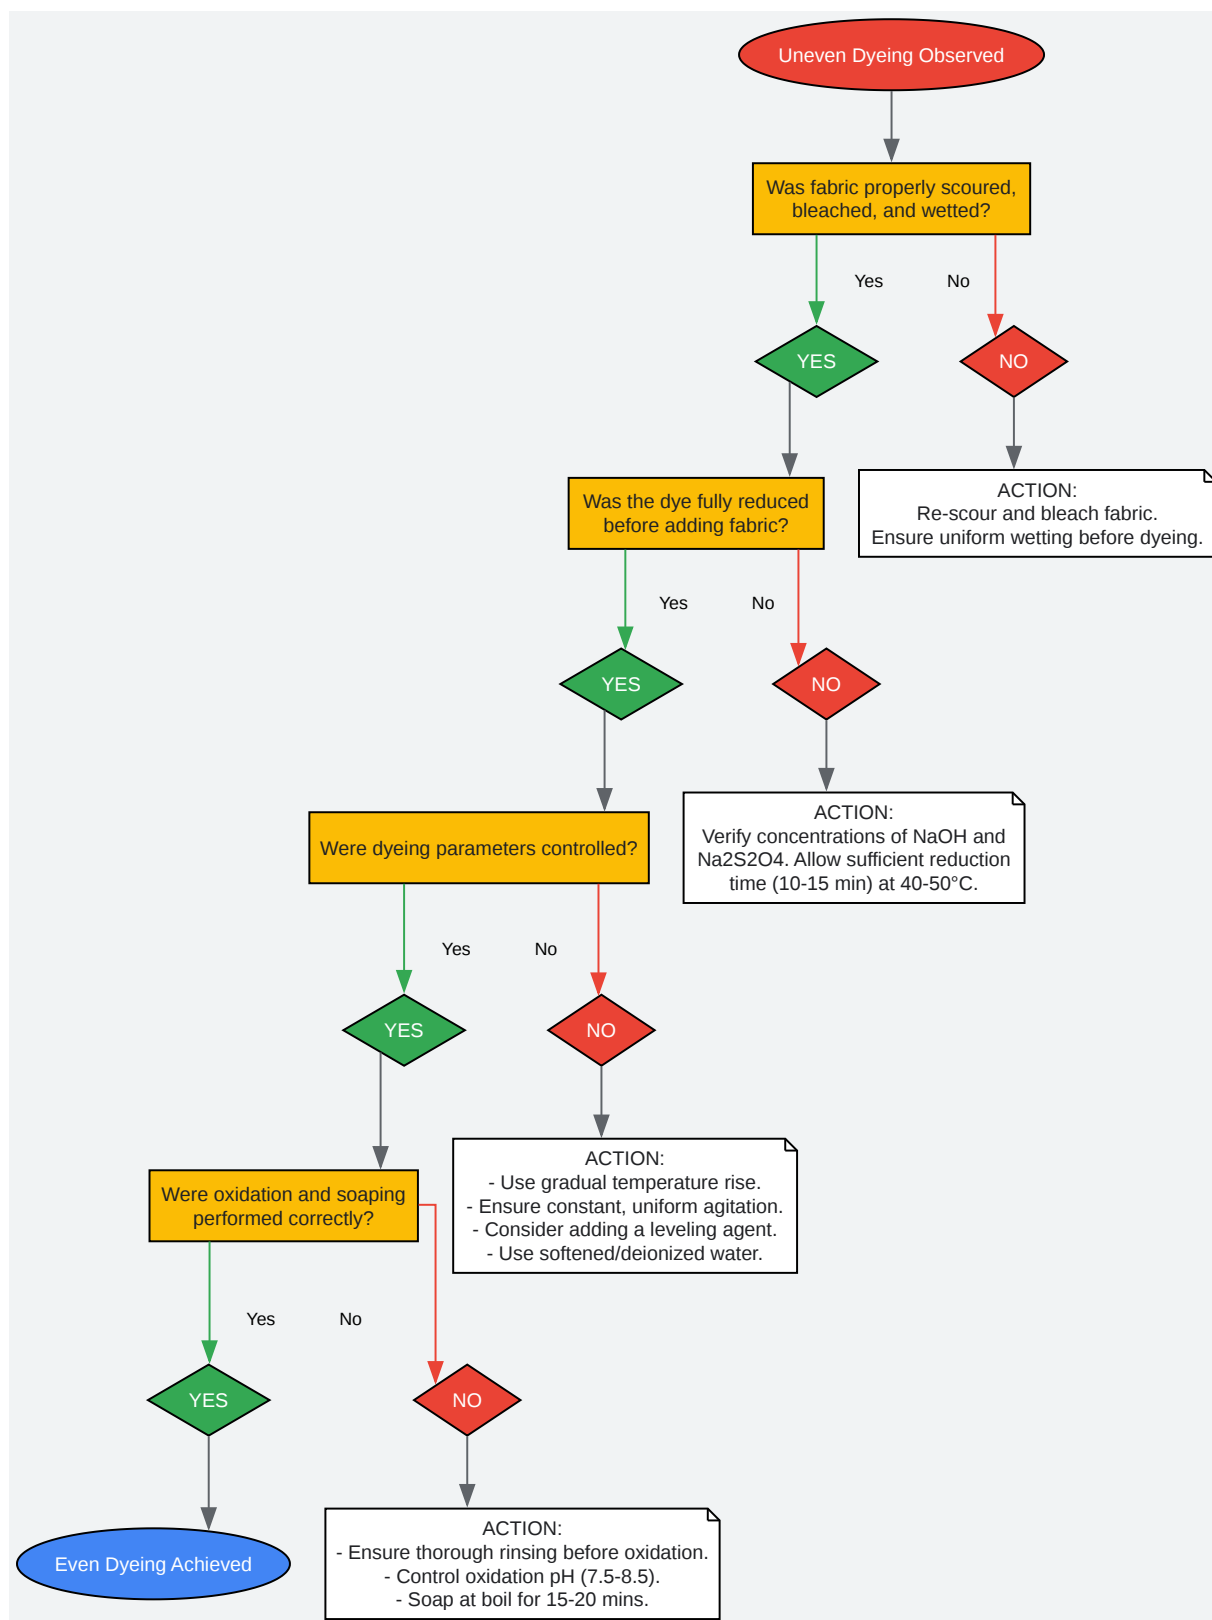 Uneven Dyeing Observed
Was fabric properly scoured,
bleached, and wetted?
Yes
No
YES
NO
ACTION:
Re-scour and bleach fabric.
Ensure uniform wetting before dyeing.
Was the dye fully reduced
before adding fabric?
Yes
No
YES
NO
ACTION:
Verify concentrations of NaOH and
Na2S2O4. Allow sufficient reduction
time (10-15 min) at 40-50°C.
Were dyeing parameters controlled?
Yes
No
YES
NO
ACTION:
- Use gradual temperature rise.
- Ensure constant, uniform agitation.
- Consider adding a leveling agent.
- Use softened/deionized water.
Were oxidation and soaping
performed correctly?
Yes
No
YES
NO
ACTION:
- Ensure thorough rinsing before oxidation.
- Control oxidation pH (7.5-8.5).
- Soap at boil for 15-20 mins.
Even Dyeing Achieved